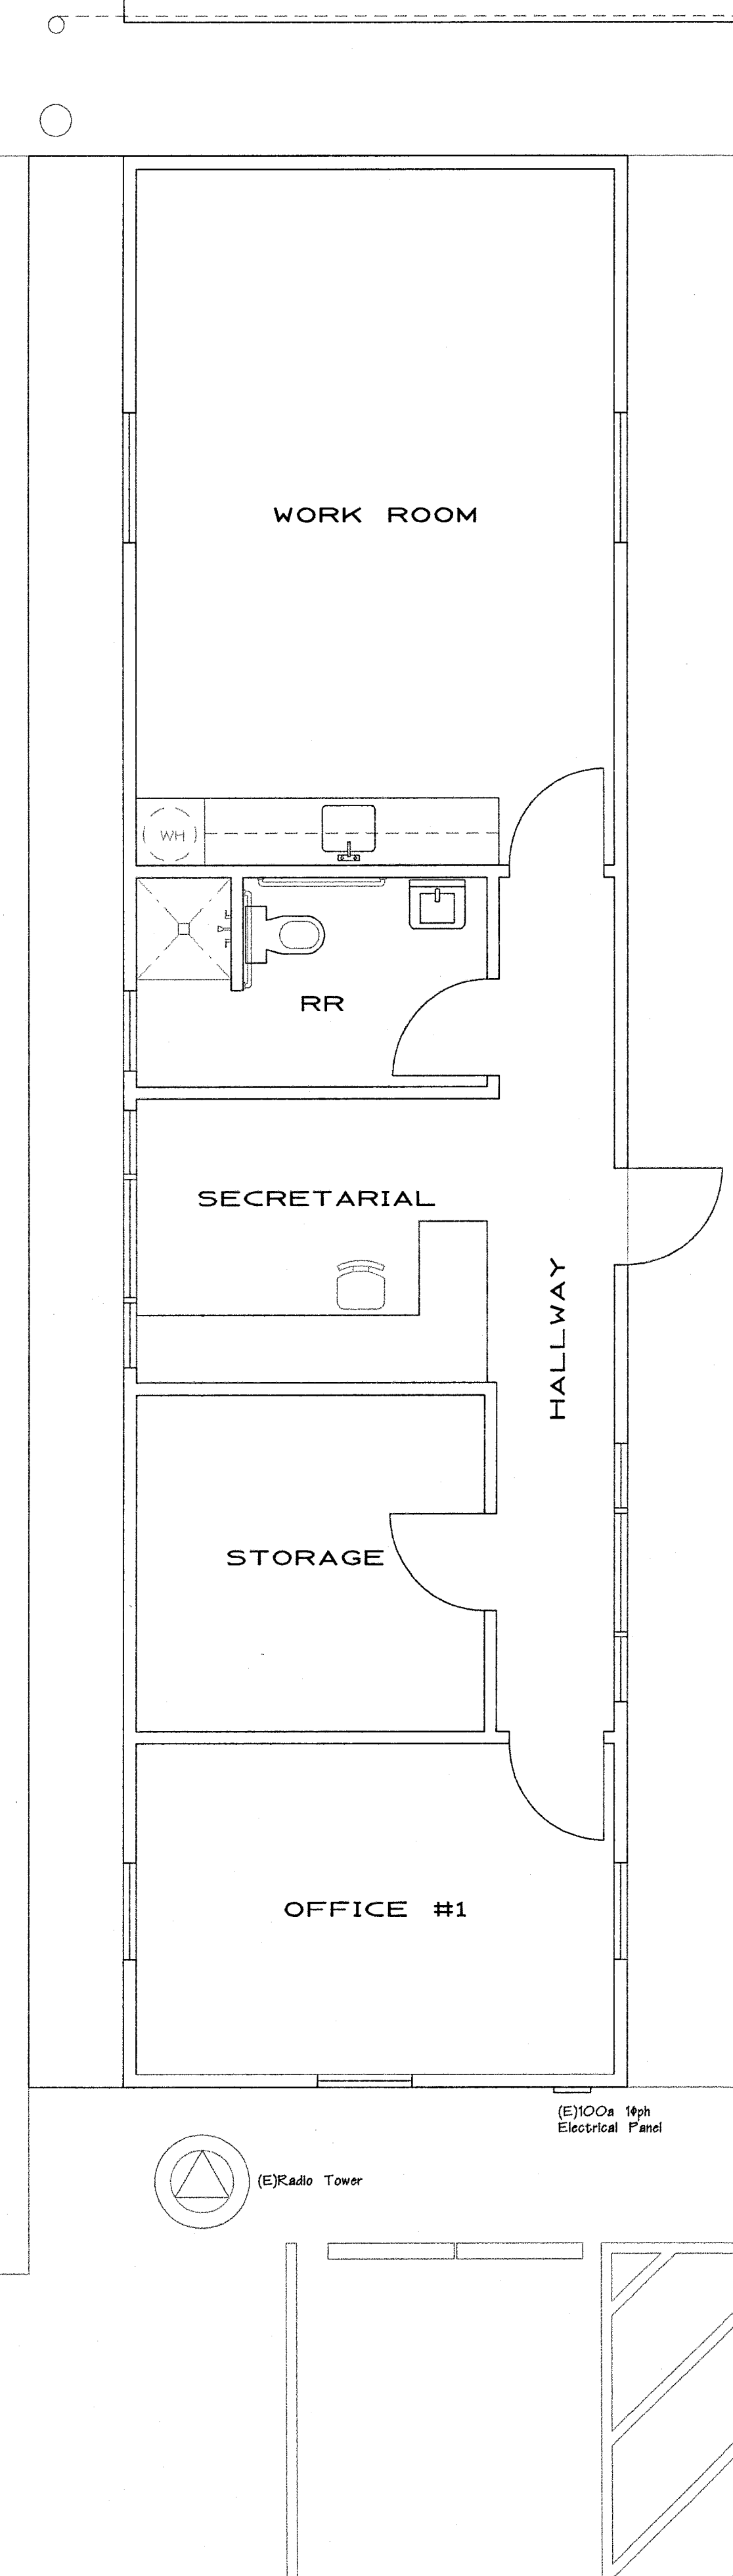 WORK ROOM
WH
RR
SECRETARIAL
HALLWAY
STORAGE
OFFICE #1
(E)100a 1ϕph
Electrical Panel
(E)Radio Tower